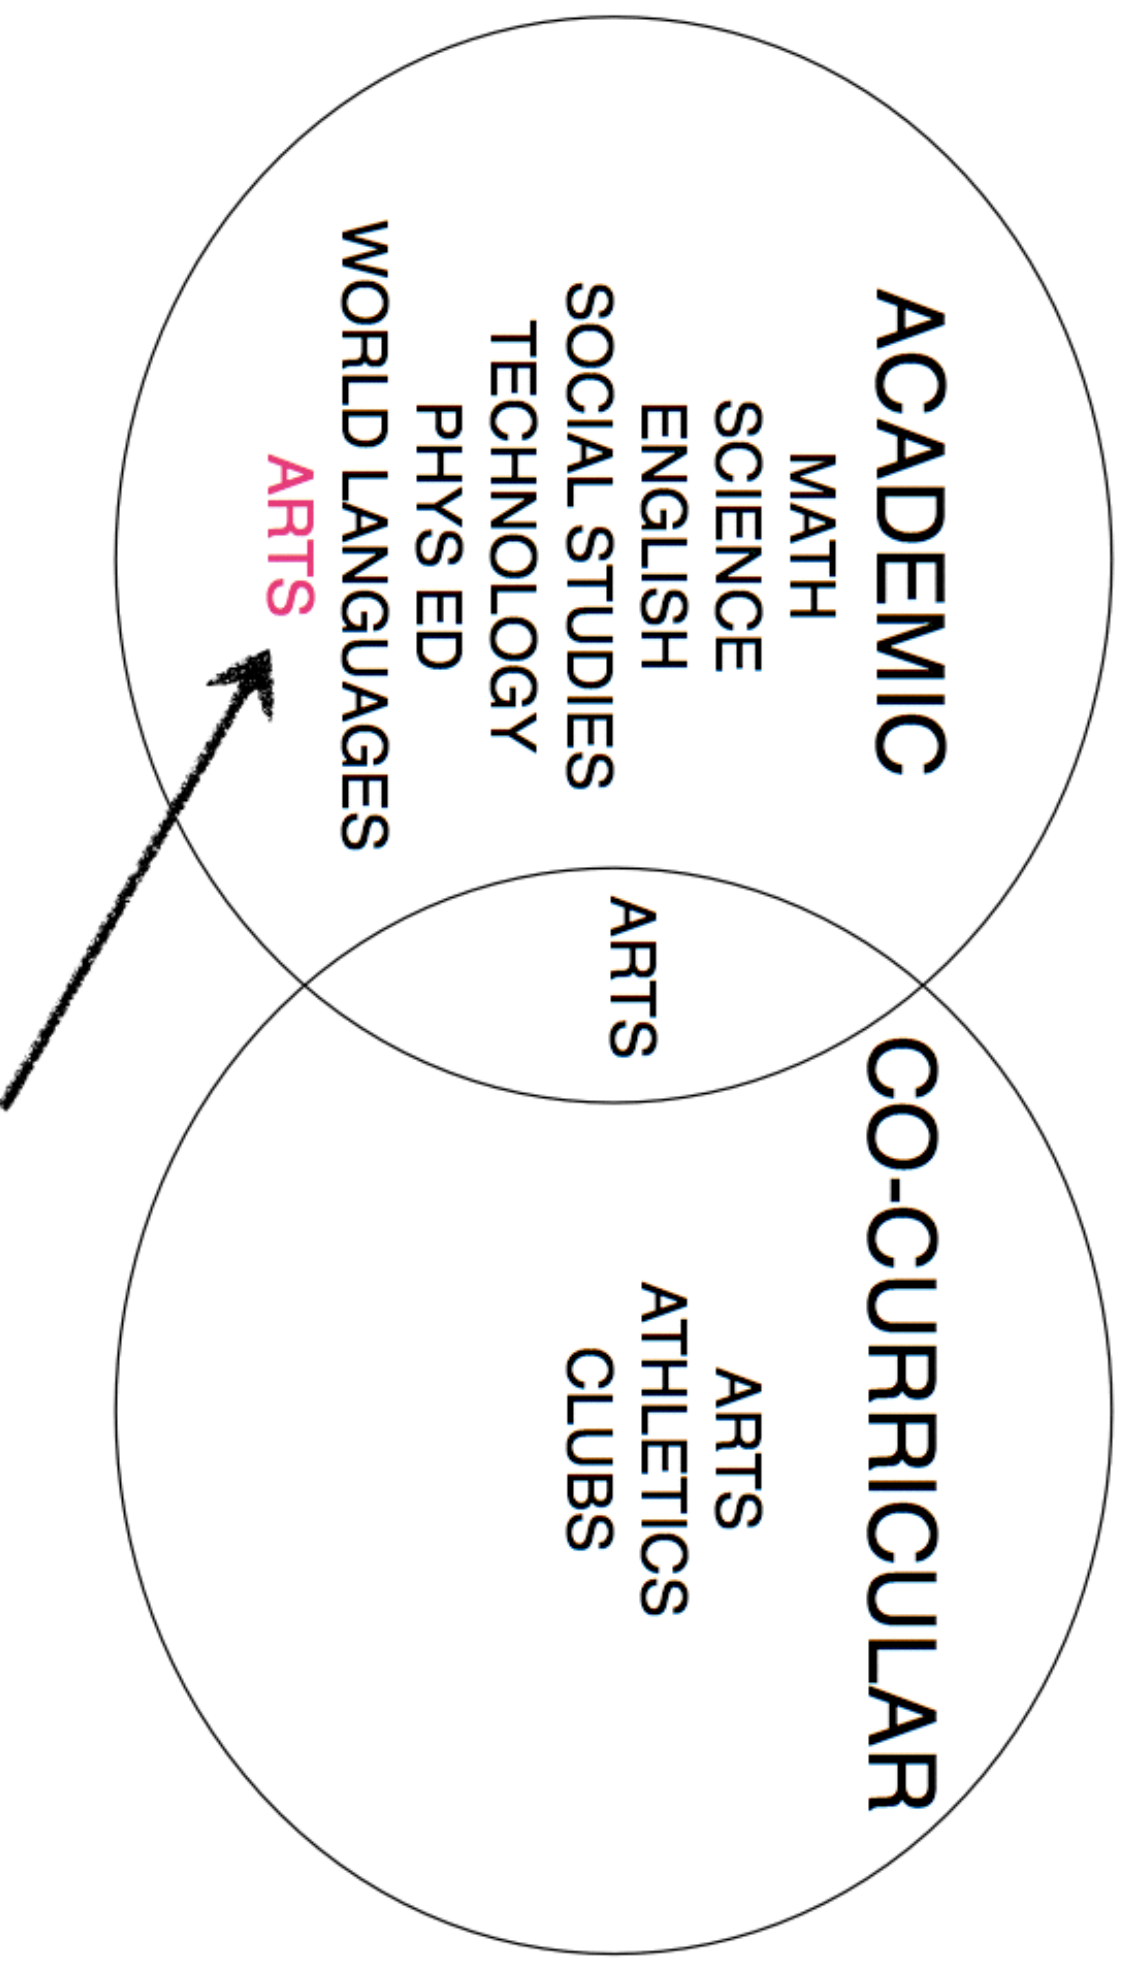 ACADEMIC
MATH
SCIENCE
ENGLISH
SOCIAL STUDIES
TECHNOLOGY
PHYS ED
WORLD LANGUAGES
ARTS
ARTS
CO-CURRICULAR
ARTS
ATHLETICS
CLUBS